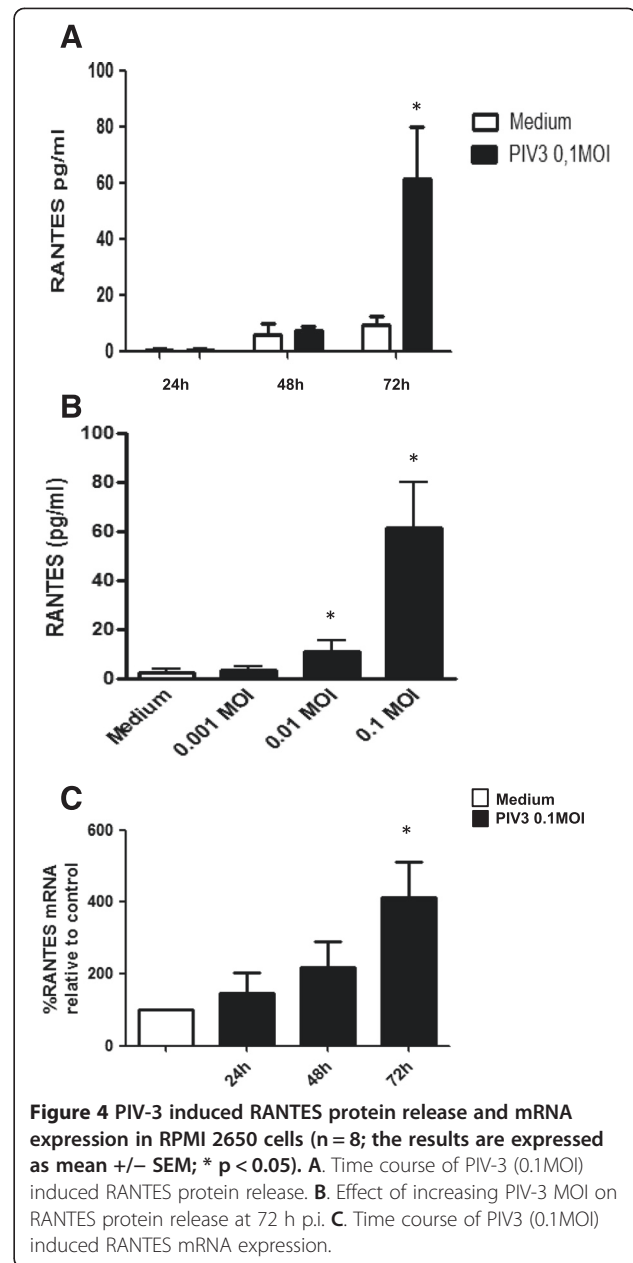 A
100
80
60
40
20
0
RANTES pg/ml
*
Medium
PIV3 0,1MOI
24h
48h
72h
B
100
80
60
40
20
0
RANTES (pg/ml)
*
*
Medium
0.001 MOI
0.01 MOI
0.1 MOI
C
600
400
200
0
%RANTES mRNA
relative to control
*
Medium
PIV3 0.1MOI
24h
48h
72h
Figure 4 PIV-3 induced RANTES protein release and mRNA
expression in RPMI 2650 cells (n = 8; the results are expressed
as mean +/− SEM; * p < 0.05). A. Time course of PIV-3 (0.1MOI)
induced RANTES protein release. B. Effect of increasing PIV-3 MOI on
RANTES protein release at 72 h p.i. C. Time course of PIV3 (0.1MOI)
induced RANTES mRNA expression.